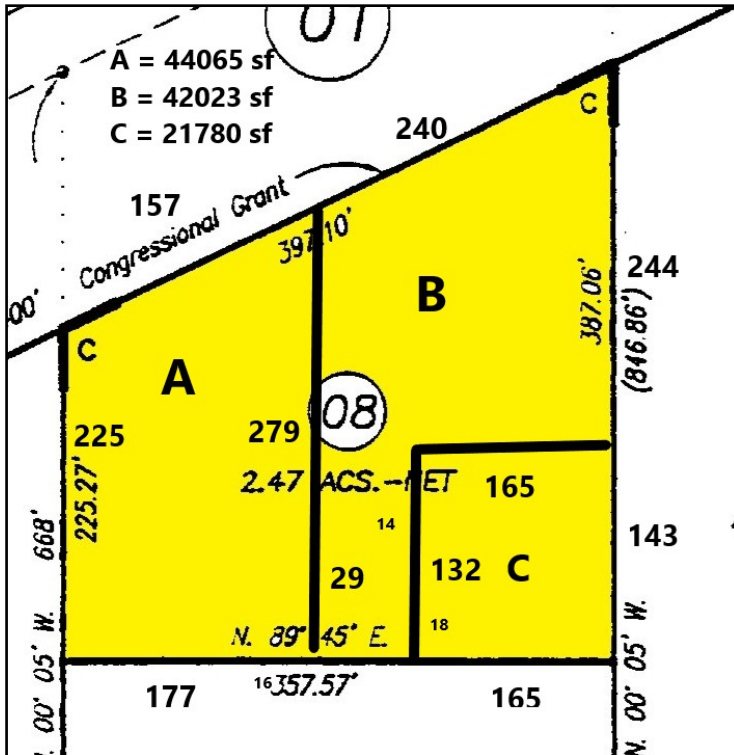 01
A = 44065 sf
B = 42023 sf
C = 21780 sf
C
240
157
Congressional Grant
397.10'
244
387.06'
(846.86')
00'
B
C
A
08
225
279
225.27'
2.47 ACS.-NET
165
14
668'
143
29
132
C
18
N. 89° 45' E.
177
16
357.57'
165
N. 00° 05' W.
00° 05' W.